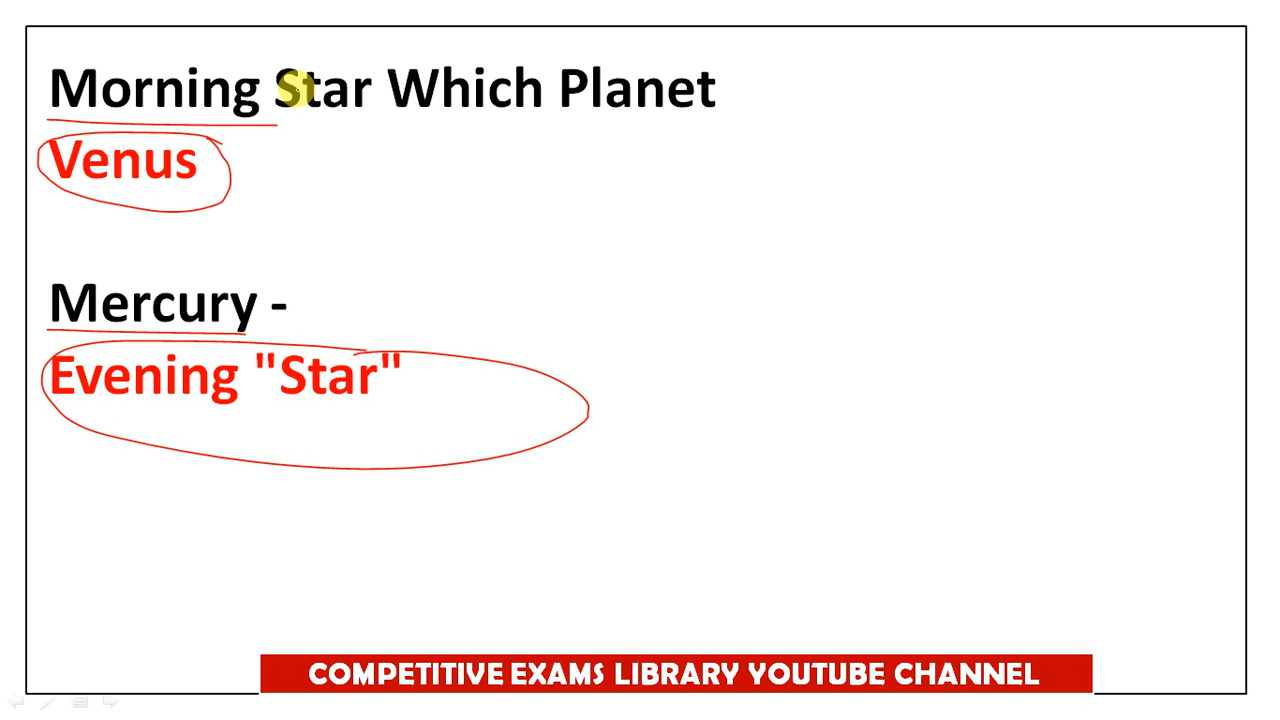 Morning Star Which Planet
Venus
Mercury -
Evening "Star"
COMPETITIVE EXAMS LIBRARY YOUTUBE CHANNEL